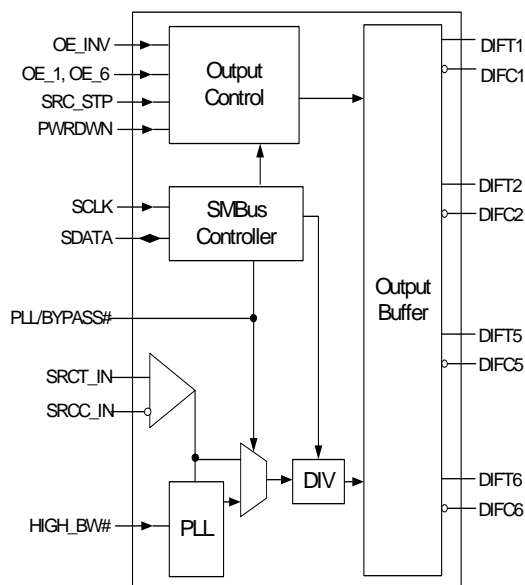 OE_INV
OE_1, OE_6
SRC_STP
PWRDWN
Output
Control
SCLK
SDATA
SMBus
Controller
PLL/BYPASS#
SRCT_IN
SRCC_IN
HIGH_BW#
PLL
DIV
Output
Buffer
DIFT1
DIFC1
DIFT2
DIFC2
DIFT5
DIFC5
DIFT6
DIFC6